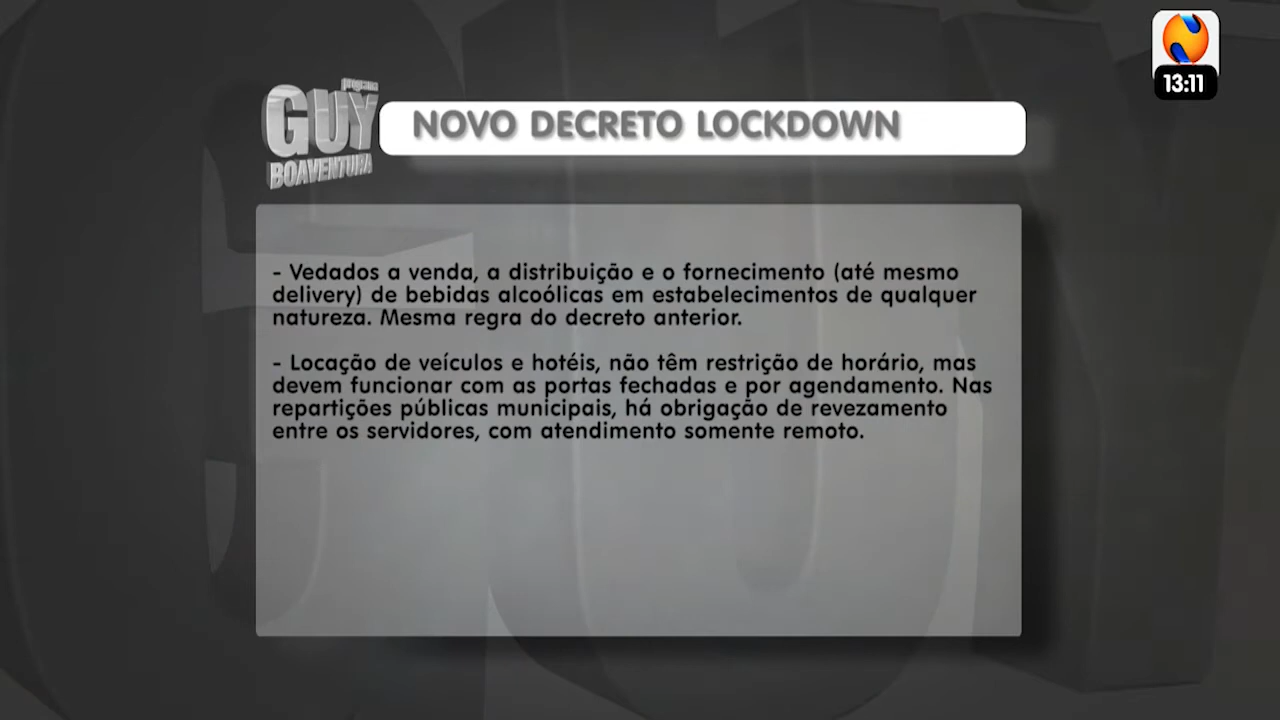 13:11
programa
GUY
BOAVENTURA
NOVO DECRETO LOCKDOWN
- Vedados a venda, a distribuição e o fornecimento (até mesmo
delivery) de bebidas alcoólicas em estabelecimentos de qualquer
natureza. Mesma regra do decreto anterior.
- Locação de veículos e hotéis, não têm restrição de horário, mas
devem funcionar com as portas fechadas e por agendamento. Nas
repartições públicas municipais, há obrigação de revezamento
entre os servidores, com atendimento somente remoto.